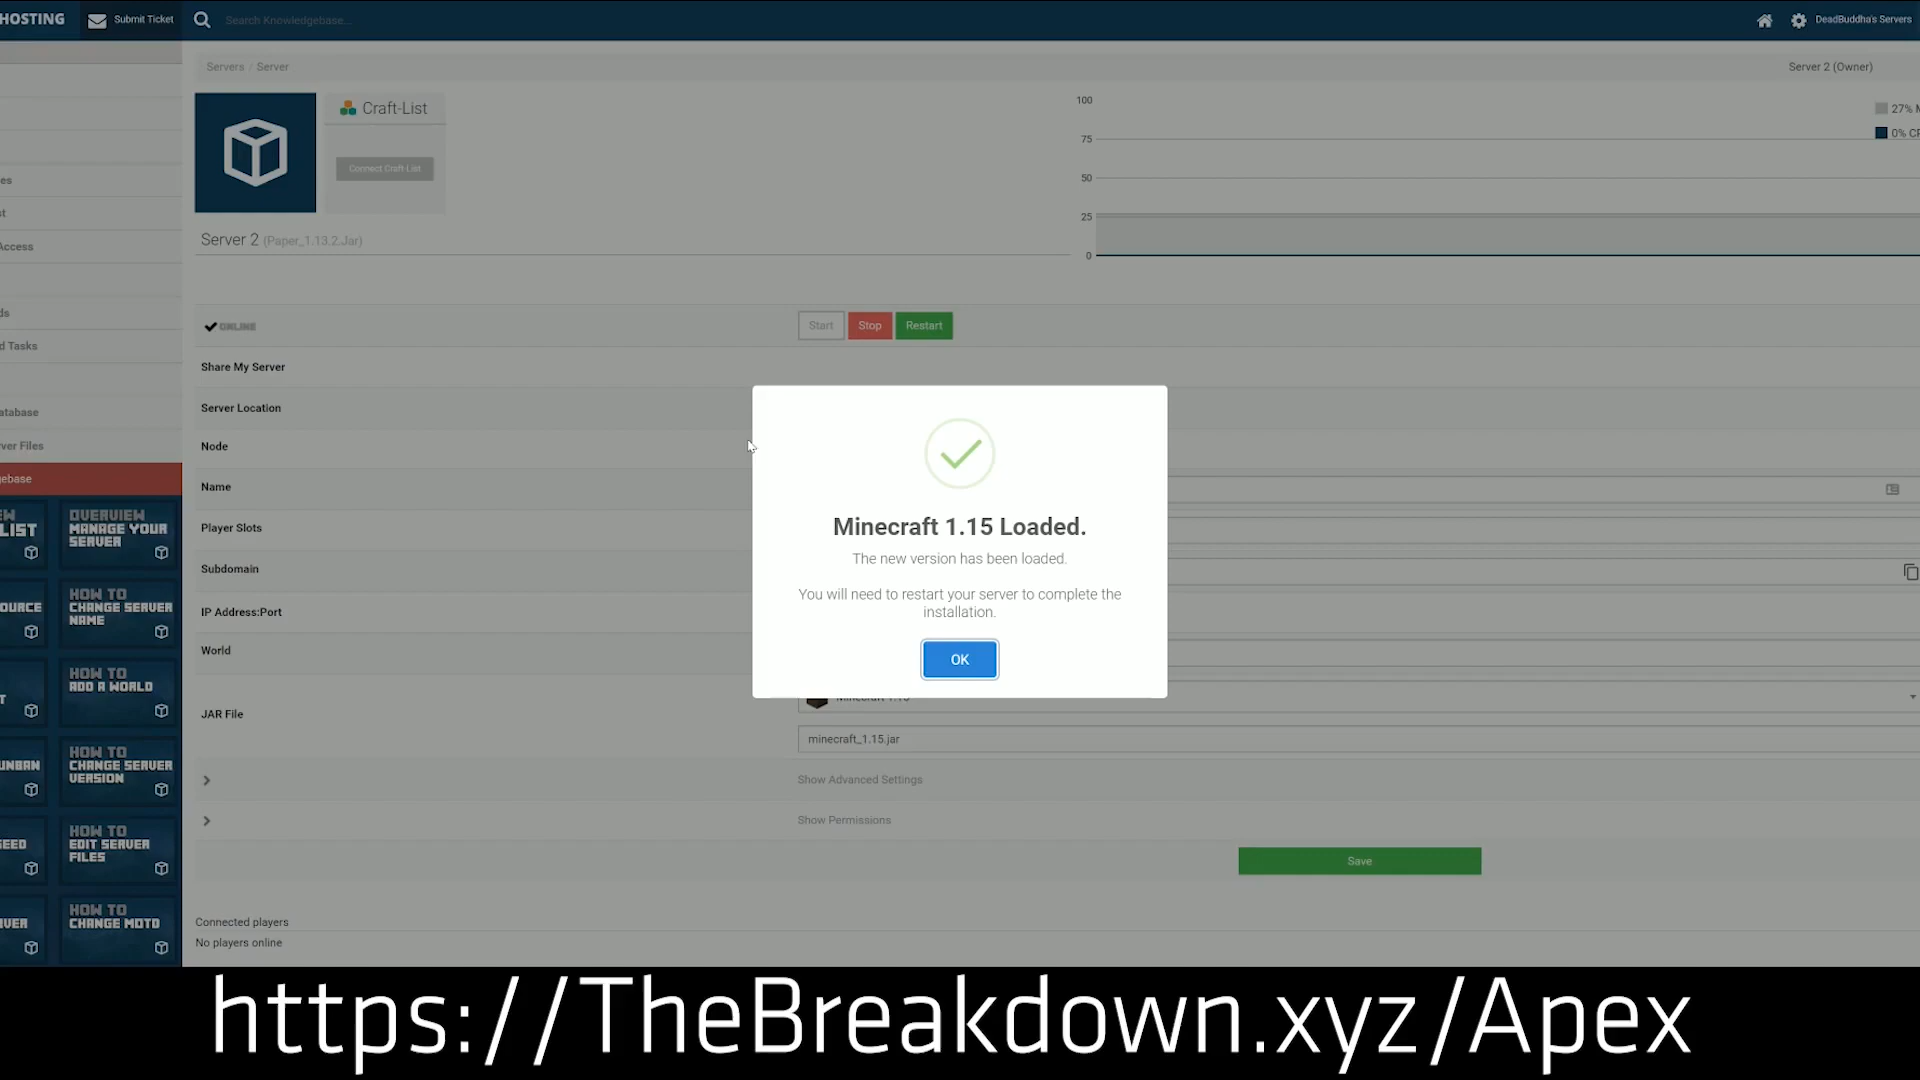 HOSTING
Submit Ticket
Search Knowledgebase...
DeadBuddha's Servers
Servers / Server
Server 2 (Owner)
Craft-List
Connect Craft List
Server 2 (Paper_1.13.2.Jar)
100
75
50
25
0
27% M
0% CP
es
st
Access
ds
d Tasks
atabase
ver Files
gebase
ONLINE
Start
Stop
Restart
Share My Server
Server Location
Node
Name
Player Slots
Subdomain
IP Address:Port
World
JAR File
minecraft_1.15.jar
Show Advanced Settings
Show Permissions
Save
Connected players
No players online
Minecraft 1.15 Loaded.
The new version has been loaded.
You will need to restart your server to complete the
installation.
OK
EW
LIST
OVERVIEW
MANAGE YOUR
SERVER
OURCE
HOW TO
CHANGE SERVER
NAME
T
HOW TO
ADD A WORLD
UNBAN
HOW TO
CHANGE SERVER
VERSION
SEED
HOW TO
EDIT SERVER
FILES
VER
HOW TO
CHANGE MOTD
https://TheBreakdown.xyz/Apex